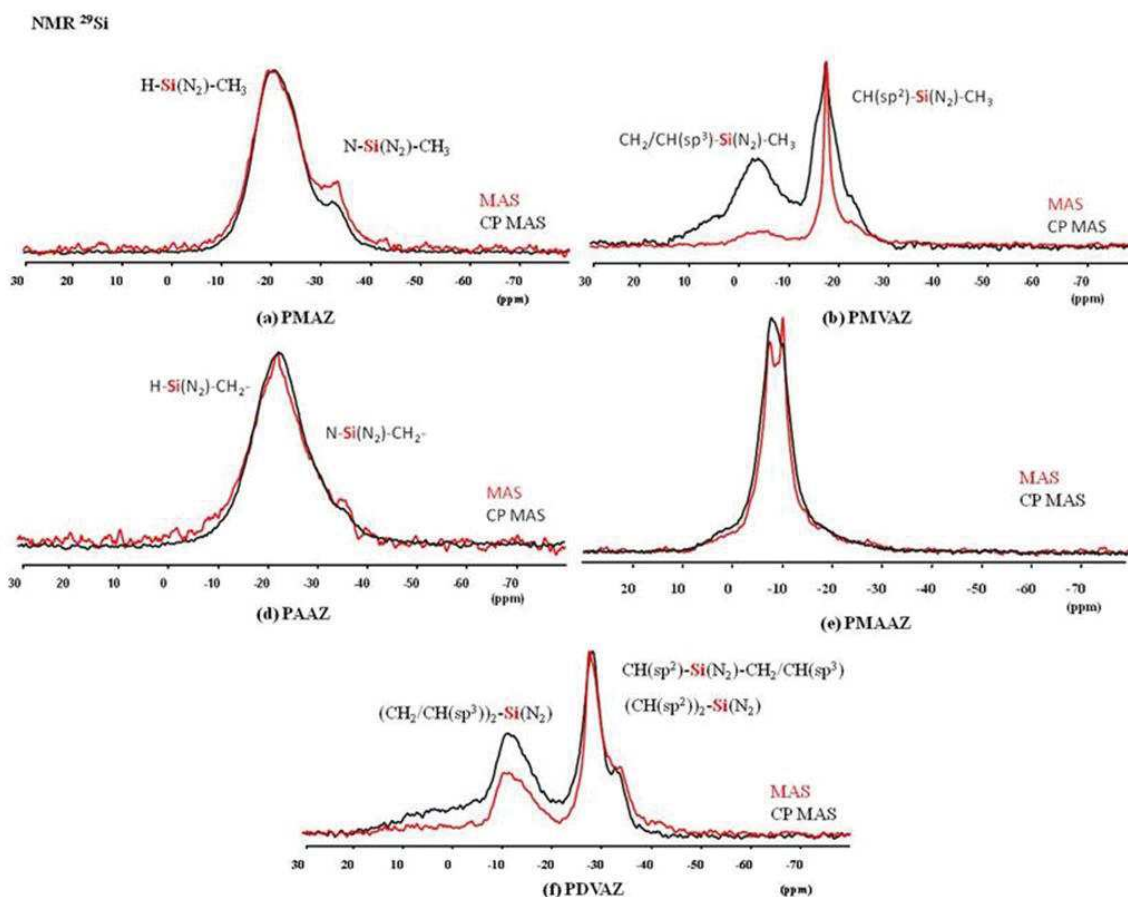 NMR ²⁹Si
H-Si(N₂)-CH₃
N-Si(N₂)-CH₃
MAS
CP MAS
30 20 10 0 -10 -20 -30 -40 -50 -60 -70
(ppm)
(a) PMAZ
CH(sp²)-Si(N₂)-CH₃
CH₂/CH(sp³)-Si(N₂)-CH₃
MAS
CP MAS
30 20 10 0 -10 -20 -30 -40 -50 -60 -70
(ppm)
(b) PMVAZ
H-Si(N₂)-CH₂-
N-Si(N₂)-CH₂-
MAS
CP MAS
30 20 10 0 -10 -20 -30 -40 -50 -60 -70
(ppm)
(d) PAAZ
MAS
CP MAS
20 10 0 -10 -20 -30 -40 -50 -60 -70
(ppm)
(e) PMAAZ
CH(sp²)-Si(N₂)-CH₂/CH(sp³)
(CH₂/CH(sp³))₂-Si(N₂)
(CH(sp²))₂-Si(N₂)
MAS
CP MAS
30 20 10 0 -10 -20 -30 -40 -50 -60 -70
(ppm)
(f) PDVAZ